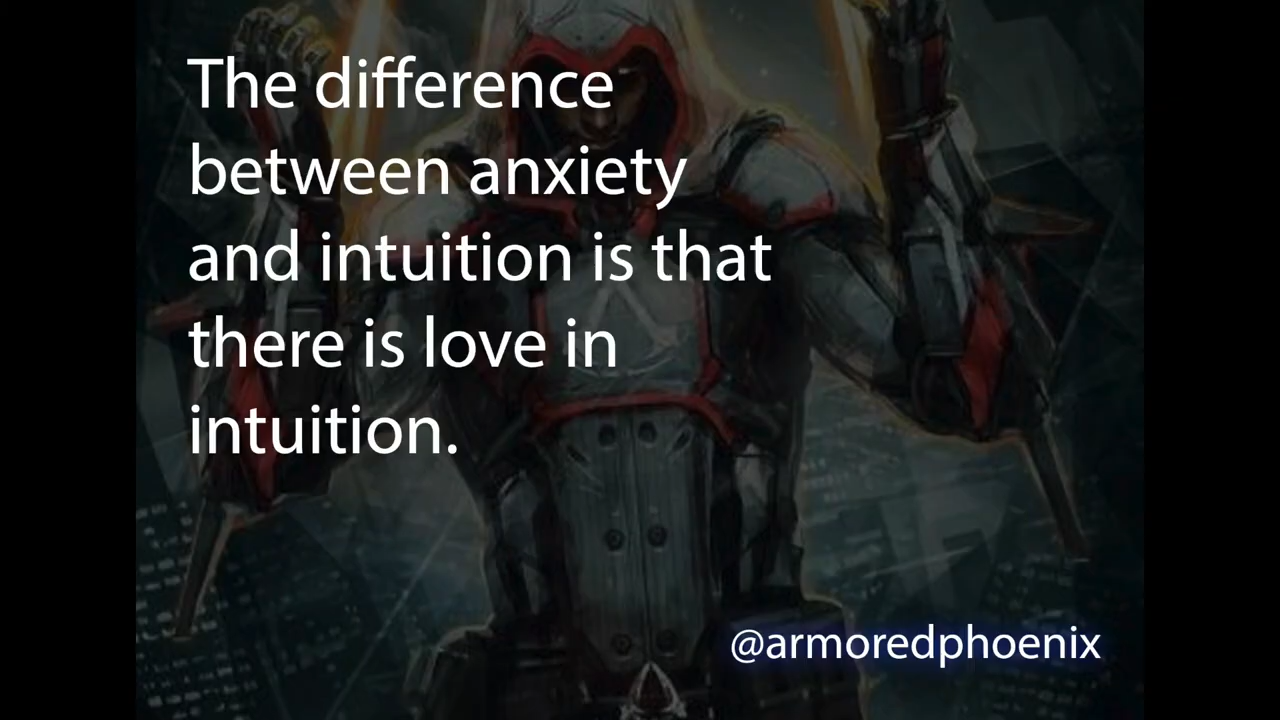 The difference
between anxiety
and intuition is that
there is love in
intuition.
@armoredphoenix